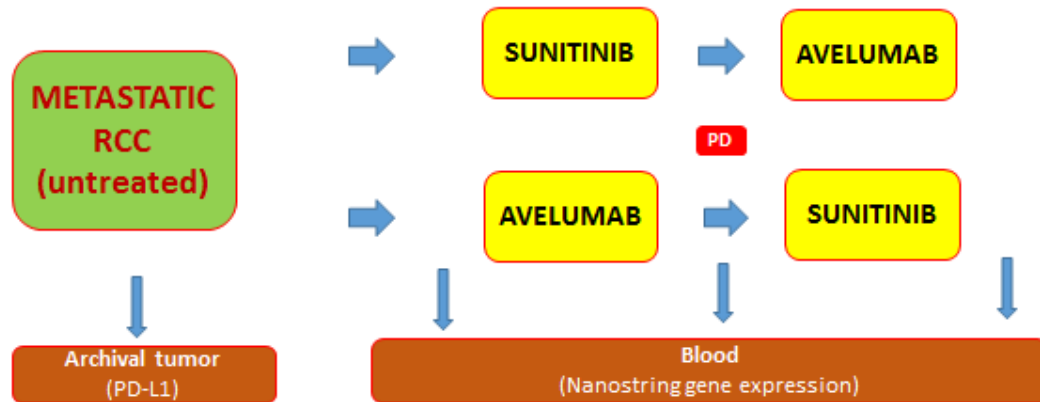 METASTATIC
RCC
(untreated)
SUNITINIB
AVELUMAB
PD
AVELUMAB
SUNITINIB
Archival tumor
(PD-L1)
Blood
(Nanostring gene expression)